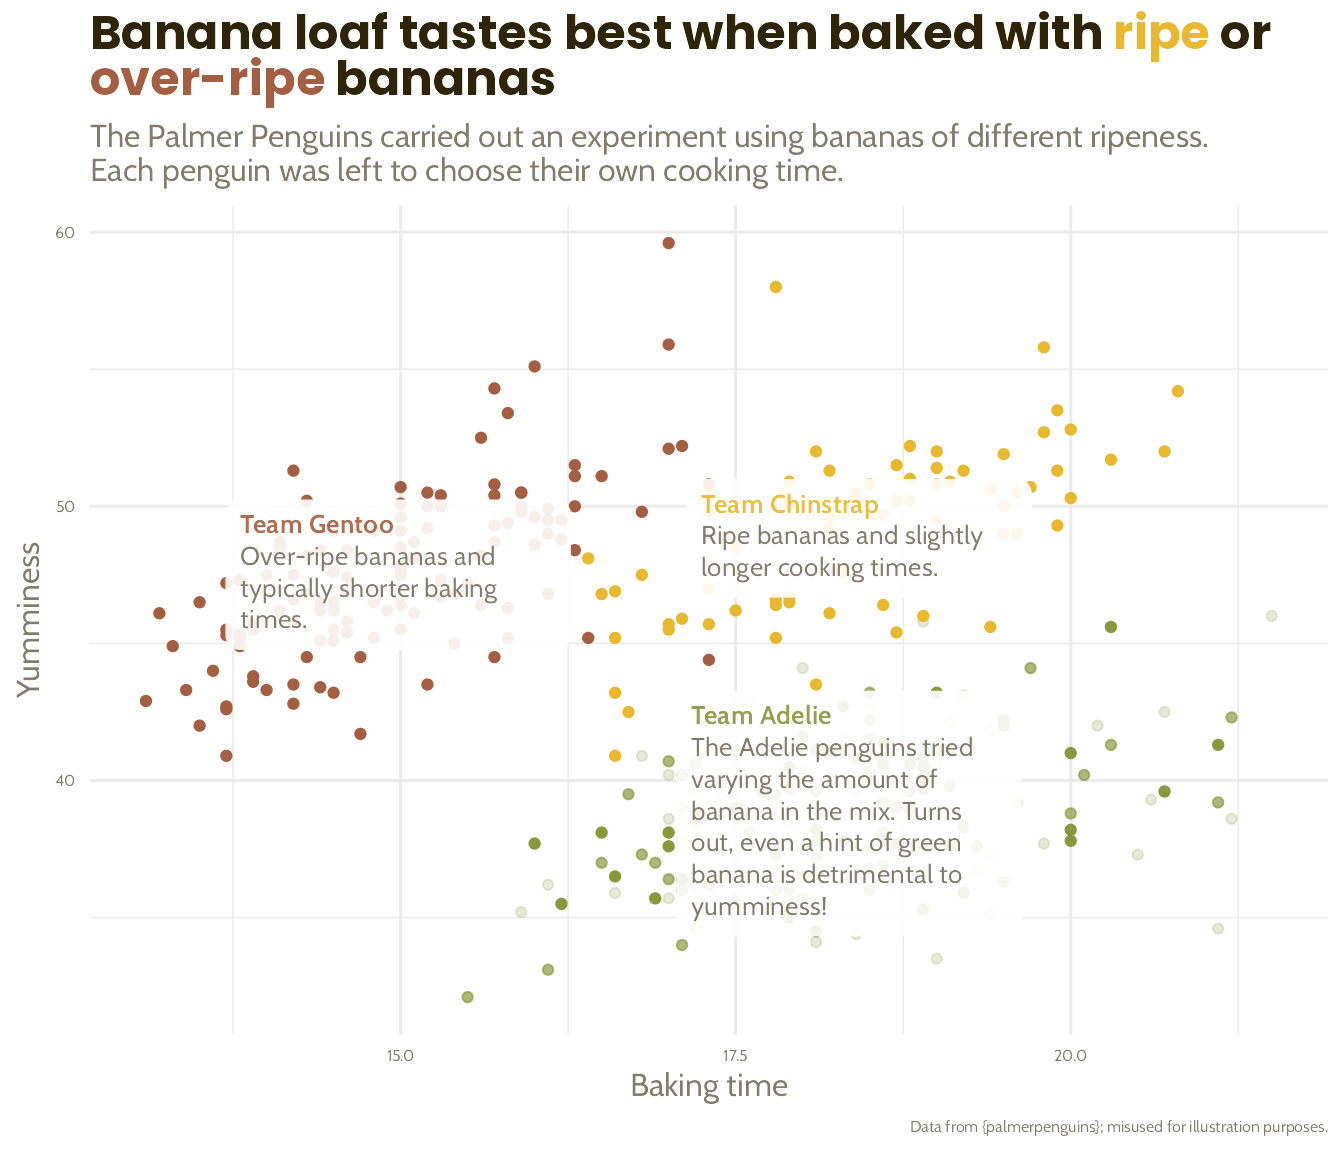 Banana loaf tastes best when baked with ripe or
over-ripe bananas
The Palmer Penguins carried out an experiment using bananas of different ripeness.
Each penguin was left to choose their own cooking time.
60
50
40
Yumminess
Team Gentoo
Over-ripe bananas and
typically shorter baking
times.
Team Chinstrap
Ripe bananas and slightly
longer cooking times.
Team Adelie
The Adelie penguins tried
varying the amount of
banana in the mix. Turns
out, even a hint of green
banana is detrimental to
yumminess!
15.0
17.5
20.0
Baking time
Data from {palmerpenguins}; misused for illustration purposes.